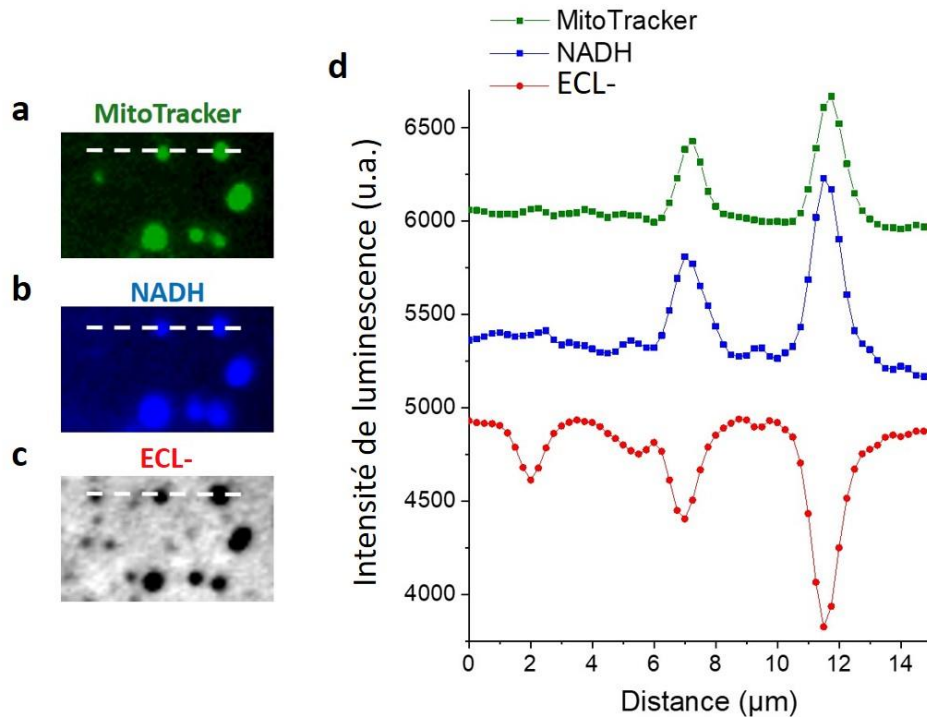 a
MitoTracker
b
NADH
c
ECL-
d
MitoTracker
NADH
ECL-
Intensité de luminescence (u.a.)
6500
6000
5500
5000
4500
4000
0 2 4 6 8 10 12 14
Distance (µm)